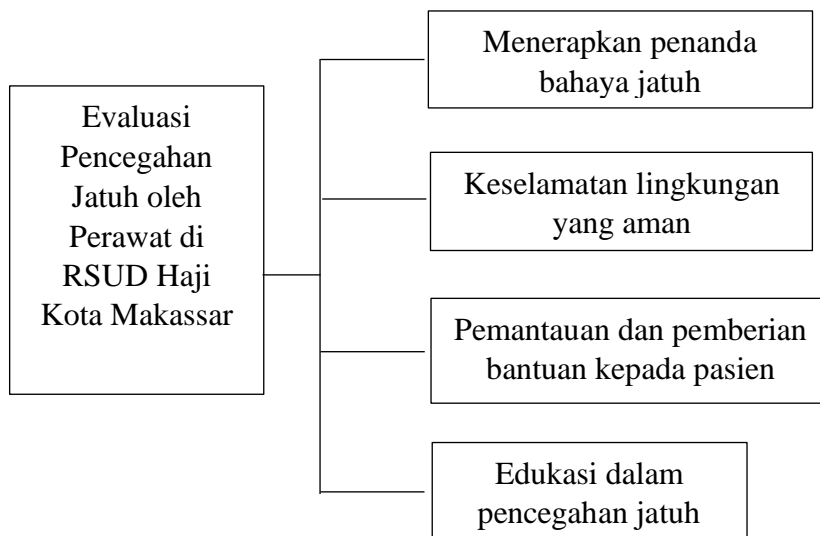 Evaluasi
Pencegahan
Jatuh oleh
Perawat di
RSUD Haji
Kota Makassar
Menerapkan penanda
bahaya jatuh
Keselamatan lingkungan
yang aman
Pemantauan dan pemberian
bantuan kepada pasien
Edukasi dalam
pencegahan jatuh